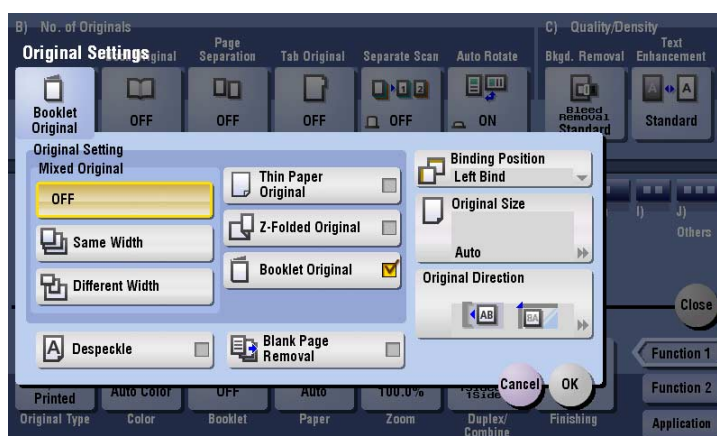 B) No. of Originals
C) Quality/Density
Original Settings
Original
Page
Separation
Tab Original
Separate Scan
Auto Rotate
Bkgd. Removal
Text
Enhancement
Booklet
Original
OFF
OFF
OFF
OFF
ON
Bleed
Removal
Standard
Standard
Original Setting
Mixed Original
OFF
Same Width
Different Width
Thin Paper
Original
Z-Folded Original
Booklet Original
Binding Position
Left Bind
Original Size
Auto
Original Direction
AB
Despeckle
Blank Page
Removal
I)
J)
Others
Close
Cancel
OK
Function 1
Function 2
Application
Printed
Auto Color
OFF
Auto
100.0%
Original Type
Color
Booklet
Paper
Zoom
Duplex/
Combine
Finishing